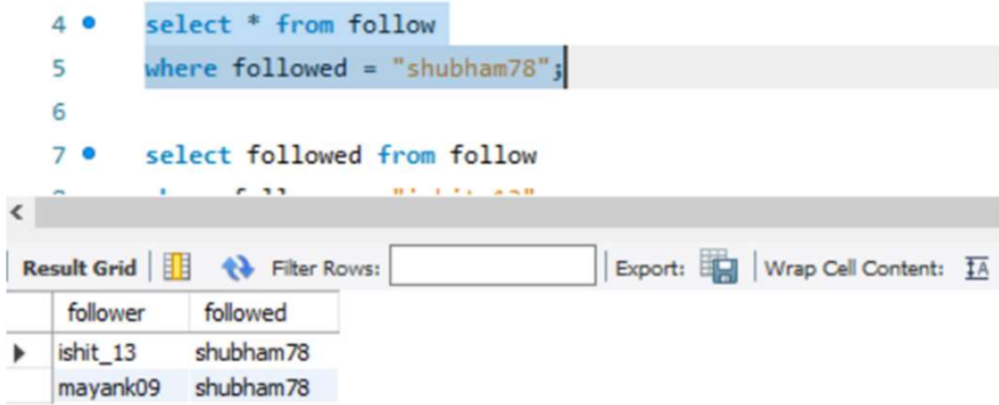 4 select * from follow
5 where followed = "shubham78";
6
7 select followed from follow
Result Grid Filter Rows: Export: Wrap Cell Content: IA
follower followed
ishit_13 shubham78
mayank09 shubham78